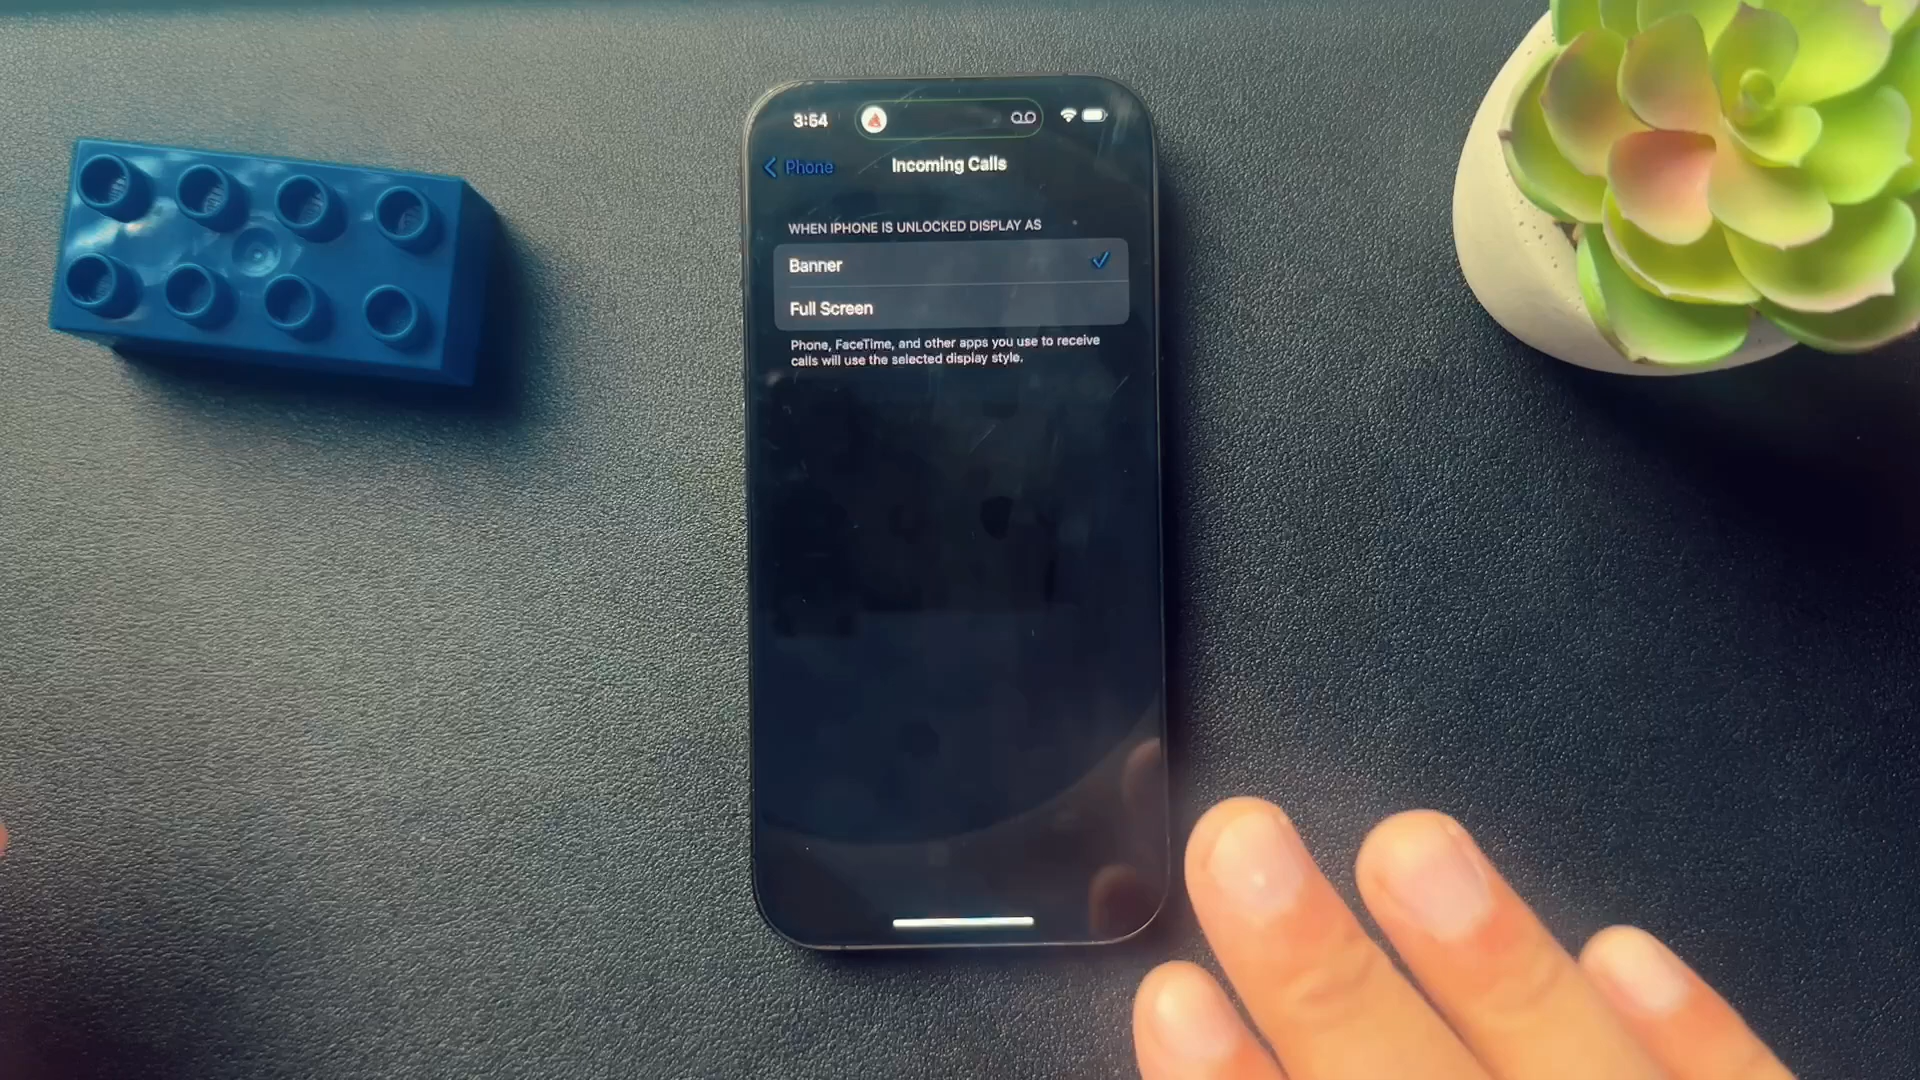 3:54
Phone
Incoming Calls
WHEN IPHONE IS UNLOCKED DISPLAY AS
Banner
Full Screen
Phone, FaceTime, and other apps you use to receive
calls will use the selected display style.